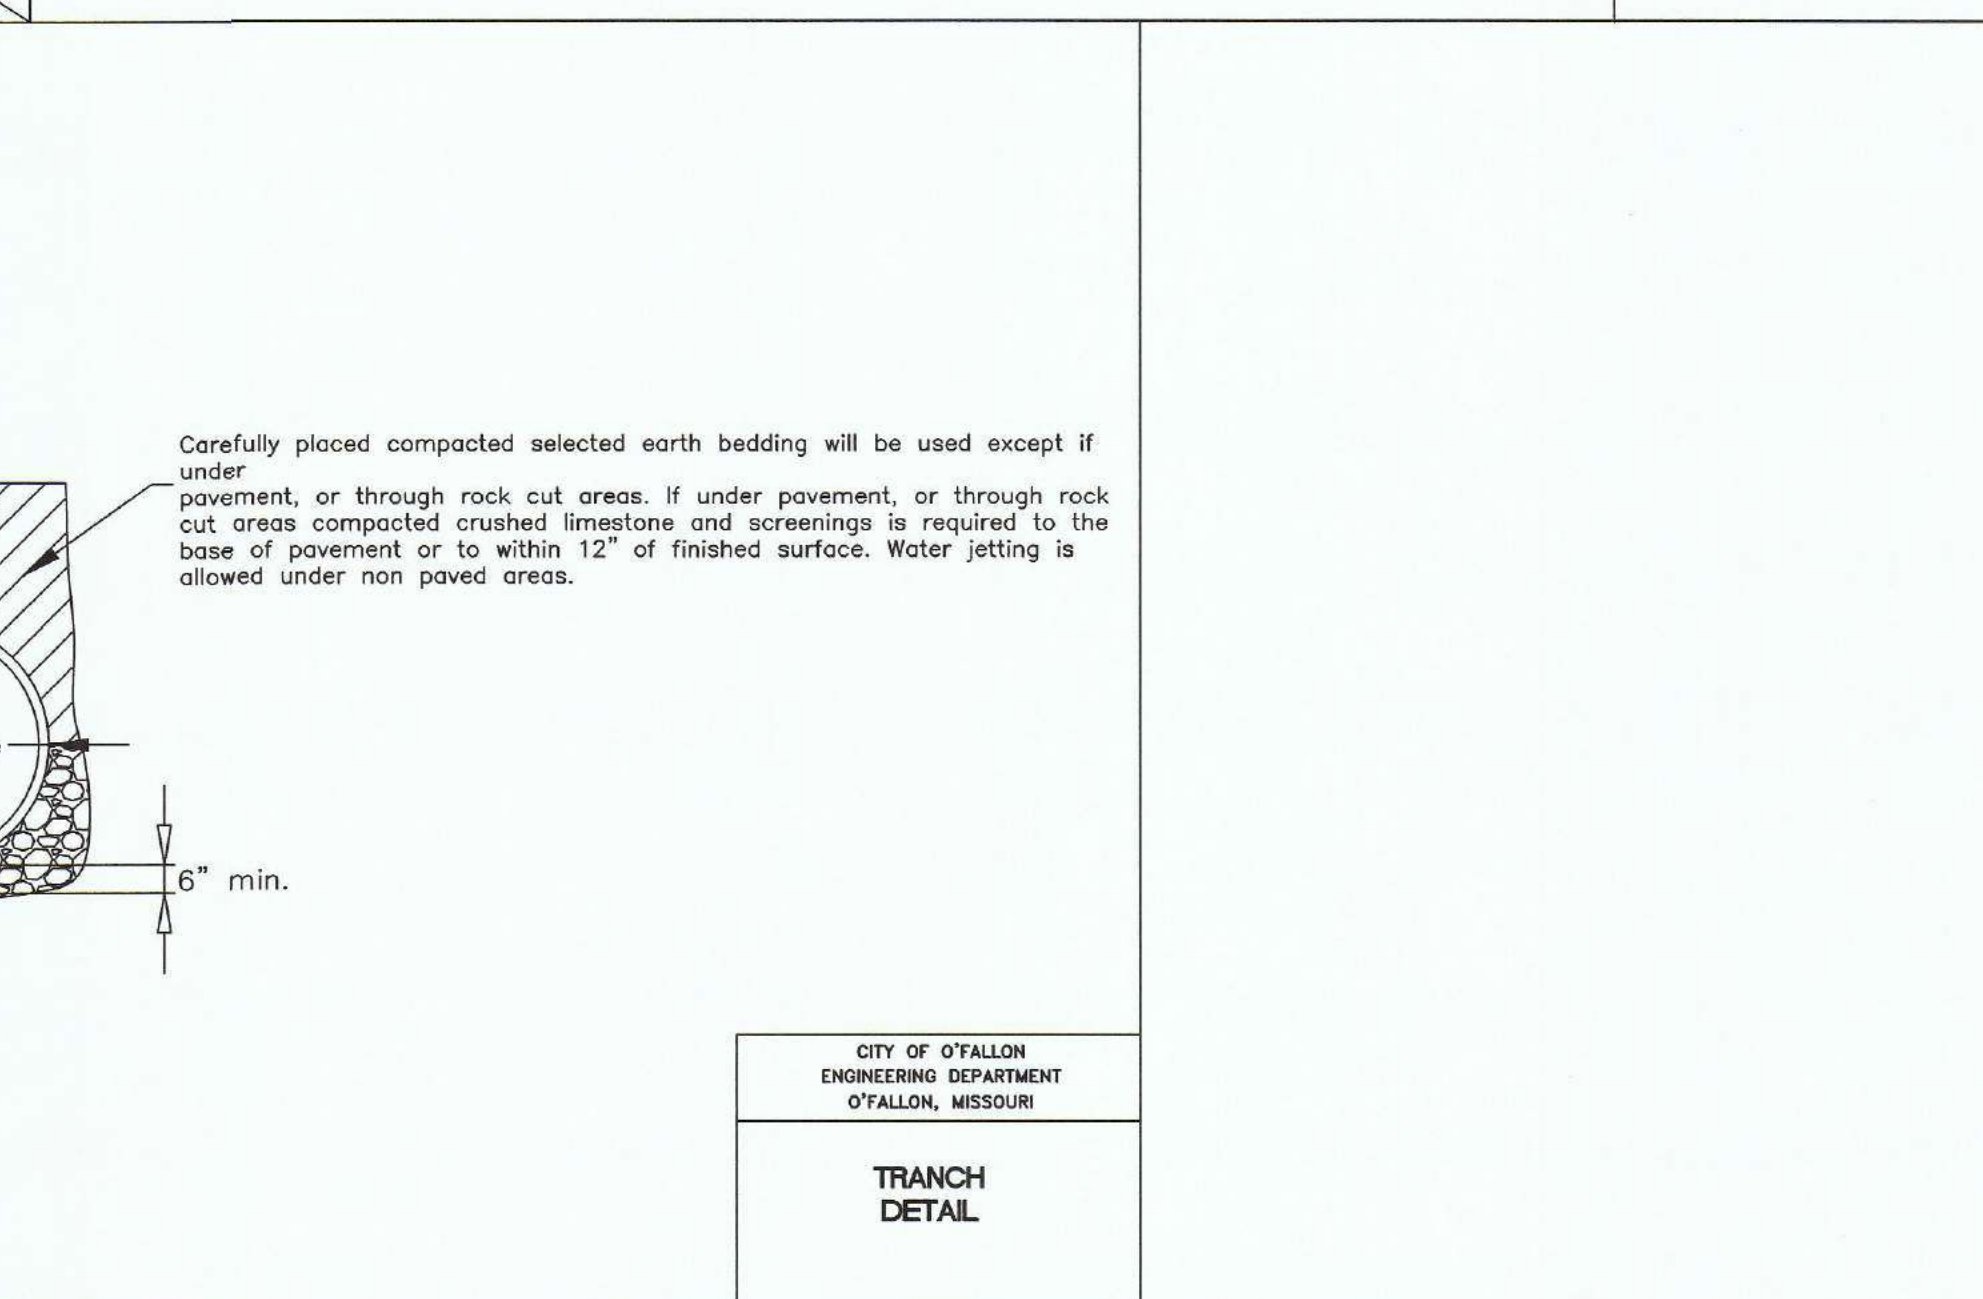 Carefully placed compacted selected earth bedding will be used except if
under
pavement, or through rock cut areas. If under pavement, or through rock
cut areas compacted crushed limestone and screenings is required to the
base of pavement or to within 12" of finished surface. Water jetting is
allowed under non paved areas.
6" min.
CITY OF O'FALLON
ENGINEERING DEPARTMENT
O'FALLON, MISSOURI
TRANCH
DETAIL